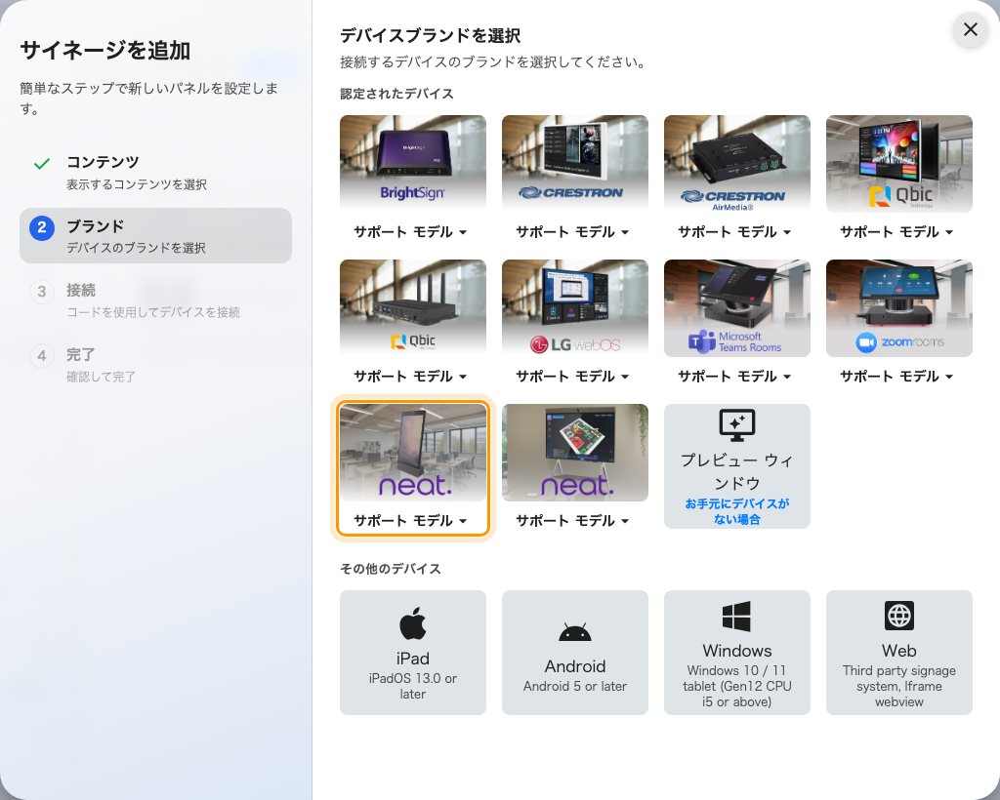 サイネージを追加
簡単なステップで新しいパネルを設定しま
す。
コンテンツ
表示するコンテンツを選択
2
ブランド
デバイスのブランドを選択
3
接続
コードを使用してデバイスを接続
4
完了
確認して完了
デバイスブランドを選択
接続するデバイスのブランドを選択してください。
認定されたデバイス
BrightSign
BrightSign
サポート モデル
CRESTRON
サポート モデル
CRESTRON
AirMedia®
サポート モデル
Qbic
Technology
サポート モデル
Qbic
サポート モデル
LG webOS
サポート モデル
Microsoft
Teams Rooms
サポート モデル
zoomrooms
サポート モデル
neat.
サポート モデル
neat.
サポート モデル
プレビュー ウィ
ンドウ
お手元にデバイスが
ない場合
その他のデバイス
iPad
iPadOS 13.0 or
later
Android
Android 5 or later
Windows
Windows 10 / 11
tablet (Gen12 CPU
i5 or above)
Web
Third party signage
system, Iframe
webview